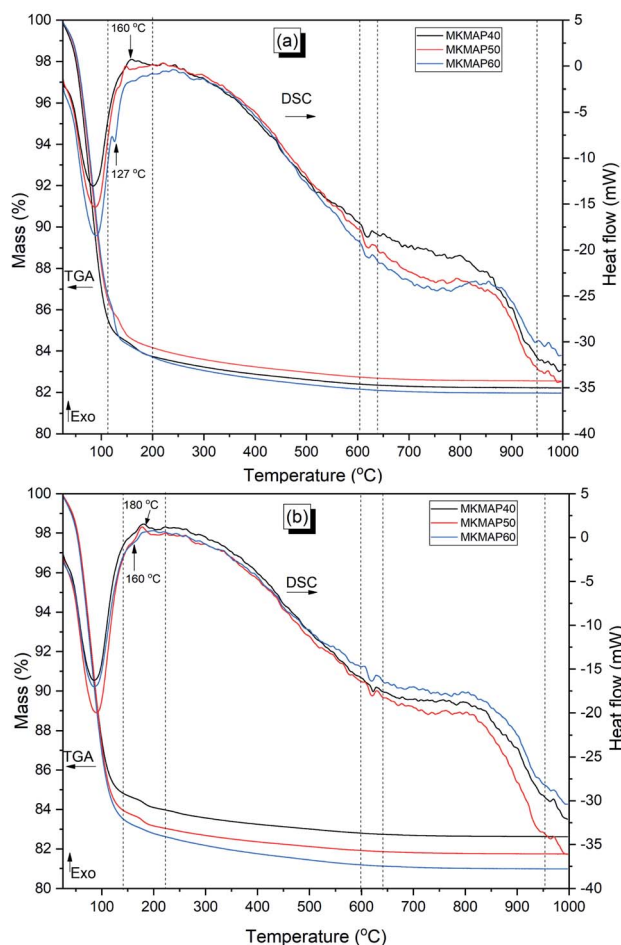 (a)
MKMAP40
MKMAP50
MKMAP60
160 °C
DSC
127 °C
TGA
Exo
Mass (%)
100
98
96
94
92
90
88
86
84
82
80
Heat flow (mW)
5
0
-5
-10
-15
-20
-25
-30
-35
-40
100 200 300 400 500 600 700 800 900 1000
Temperature (°C)
(b)
MKMAP40
MKMAP50
MKMAP60
180 °C
160 °C
DSC
TGA
Exo
Mass (%)
100
98
96
94
92
90
88
86
84
82
80
Heat flow (mW)
5
0
-5
-10
-15
-20
-25
-30
-35
-40
100 200 300 400 500 600 700 800 900 1000
Temperature (°C)